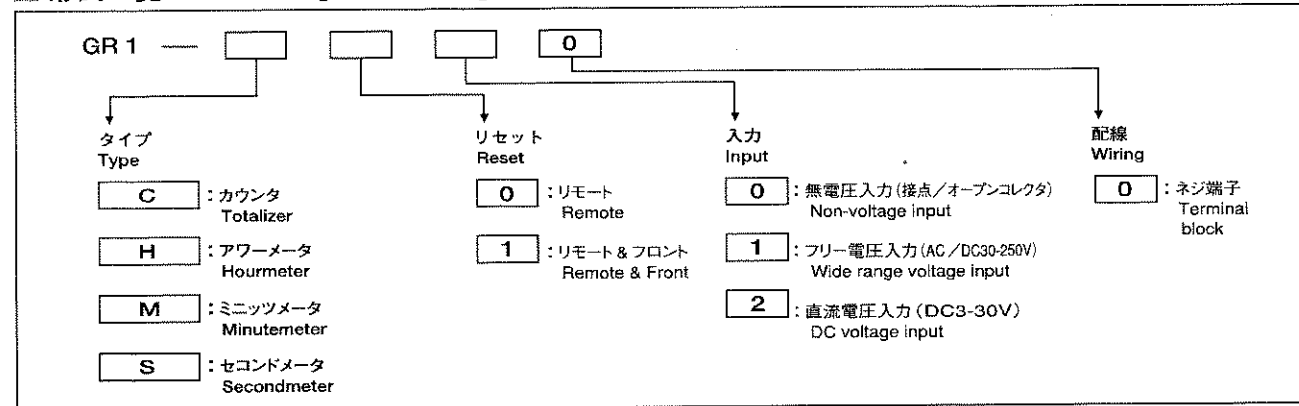 GR 1 — 0
タイプ
Type
C : カウンタ
Totalizer
H : アワーメータ
Hourmeter
M : ミニッツメータ
Minutemeter
S : セコンドメータ
Secondmeter
リセット
Reset
0 : リモート
Remote
1 : リモート & フロント
Remote & Front
入力
Input
0 : 無電圧入力(接点/オープンコレクタ)
Non-voltage input
1 : フリー電圧入力(AC/DC30-250V)
Wide range voltage input
2 : 直流電圧入力(DC3-30V)
DC voltage input
配線
Wiring
0 : ネジ端子
Terminal
block